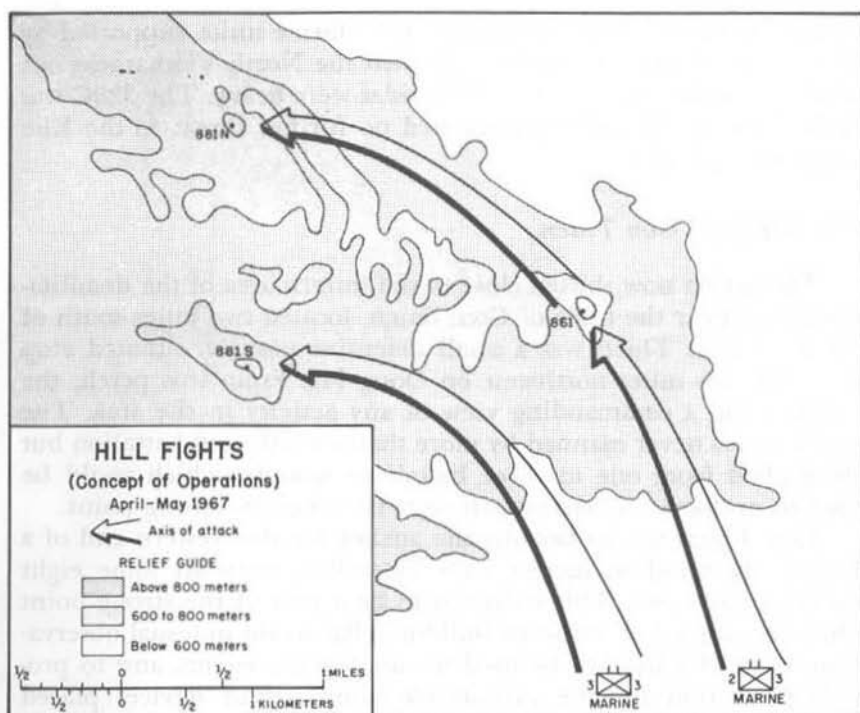 881N
861
881S
HILL FIGHTS
(Concept of Operations)
April-May 1967
Axis of attack
RELIEF GUIDE
Above 800 meters
600 to 800 meters
Below 600 meters
1/2 0 1/2 1 MILES
1/2 0 1/2 1 KILOMETERS
3 3
MARINE
2 3
MARINE